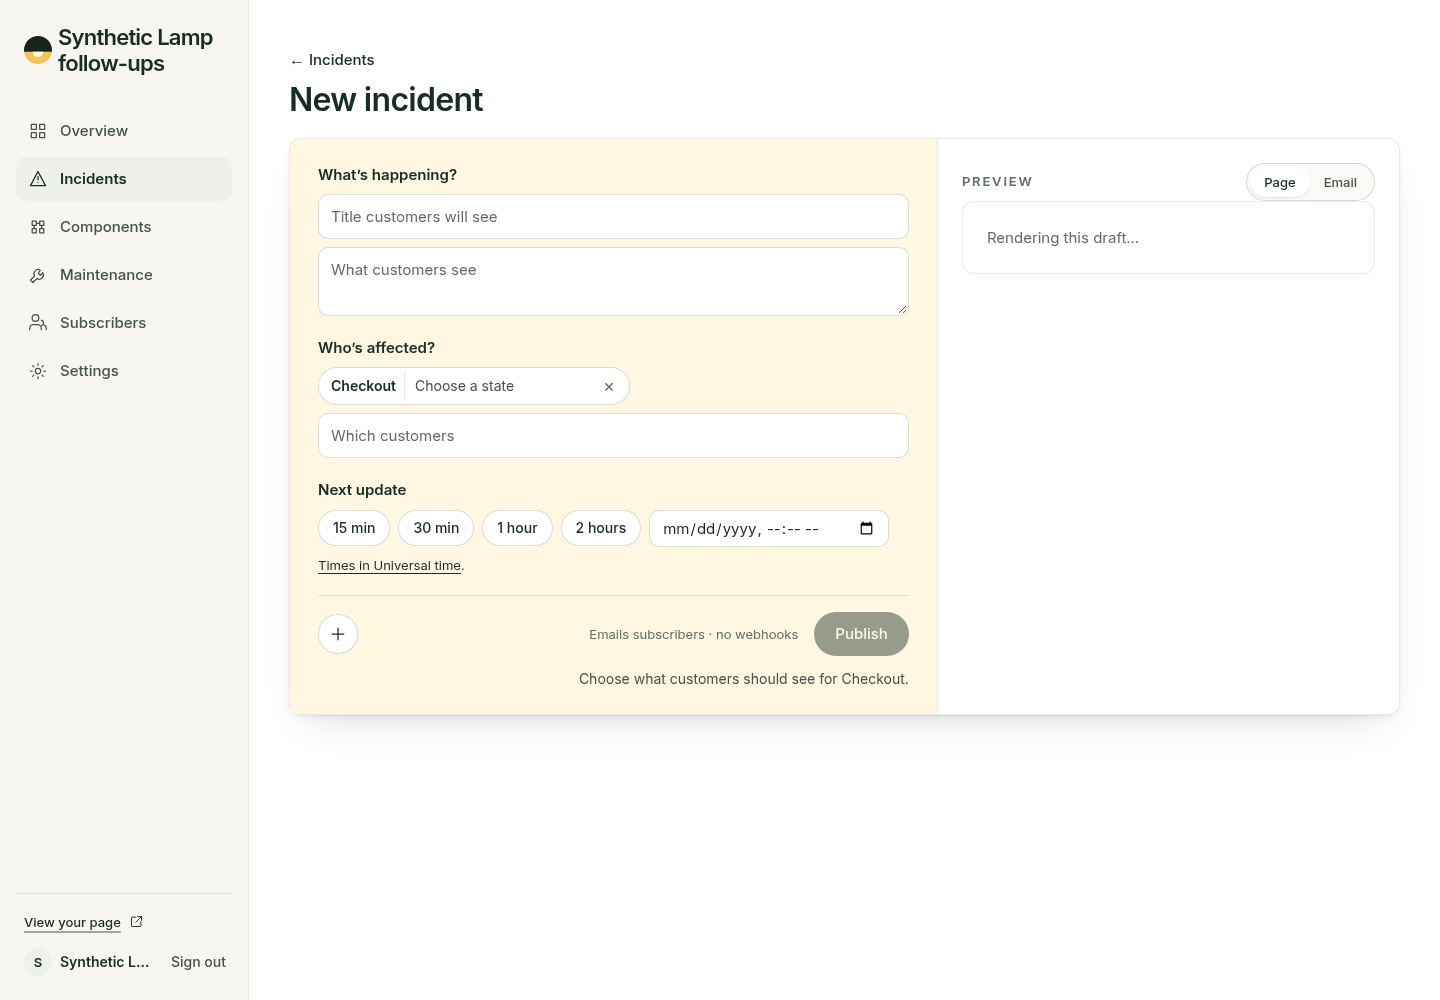 Synthetic Lamp
follow-ups
Overview
Incidents
Components
Maintenance
Subscribers
Settings
View your page
S Synthetic L... Sign out
← Incidents
New incident
What's happening?
Title customers will see
What customers see
Who's affected?
Checkout Choose a state ×
Which customers
Next update
15 min 30 min 1 hour 2 hours mm/dd/yyyy, --:-- --
Times in Universal time.
+ Emails subscribers · no webhooks Publish
Choose what customers should see for Checkout.
PREVIEW Page Email
Rendering this draft...